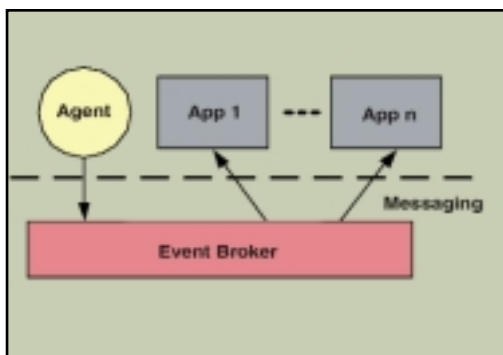 Agent
App 1
App n
Messaging
Event Broker